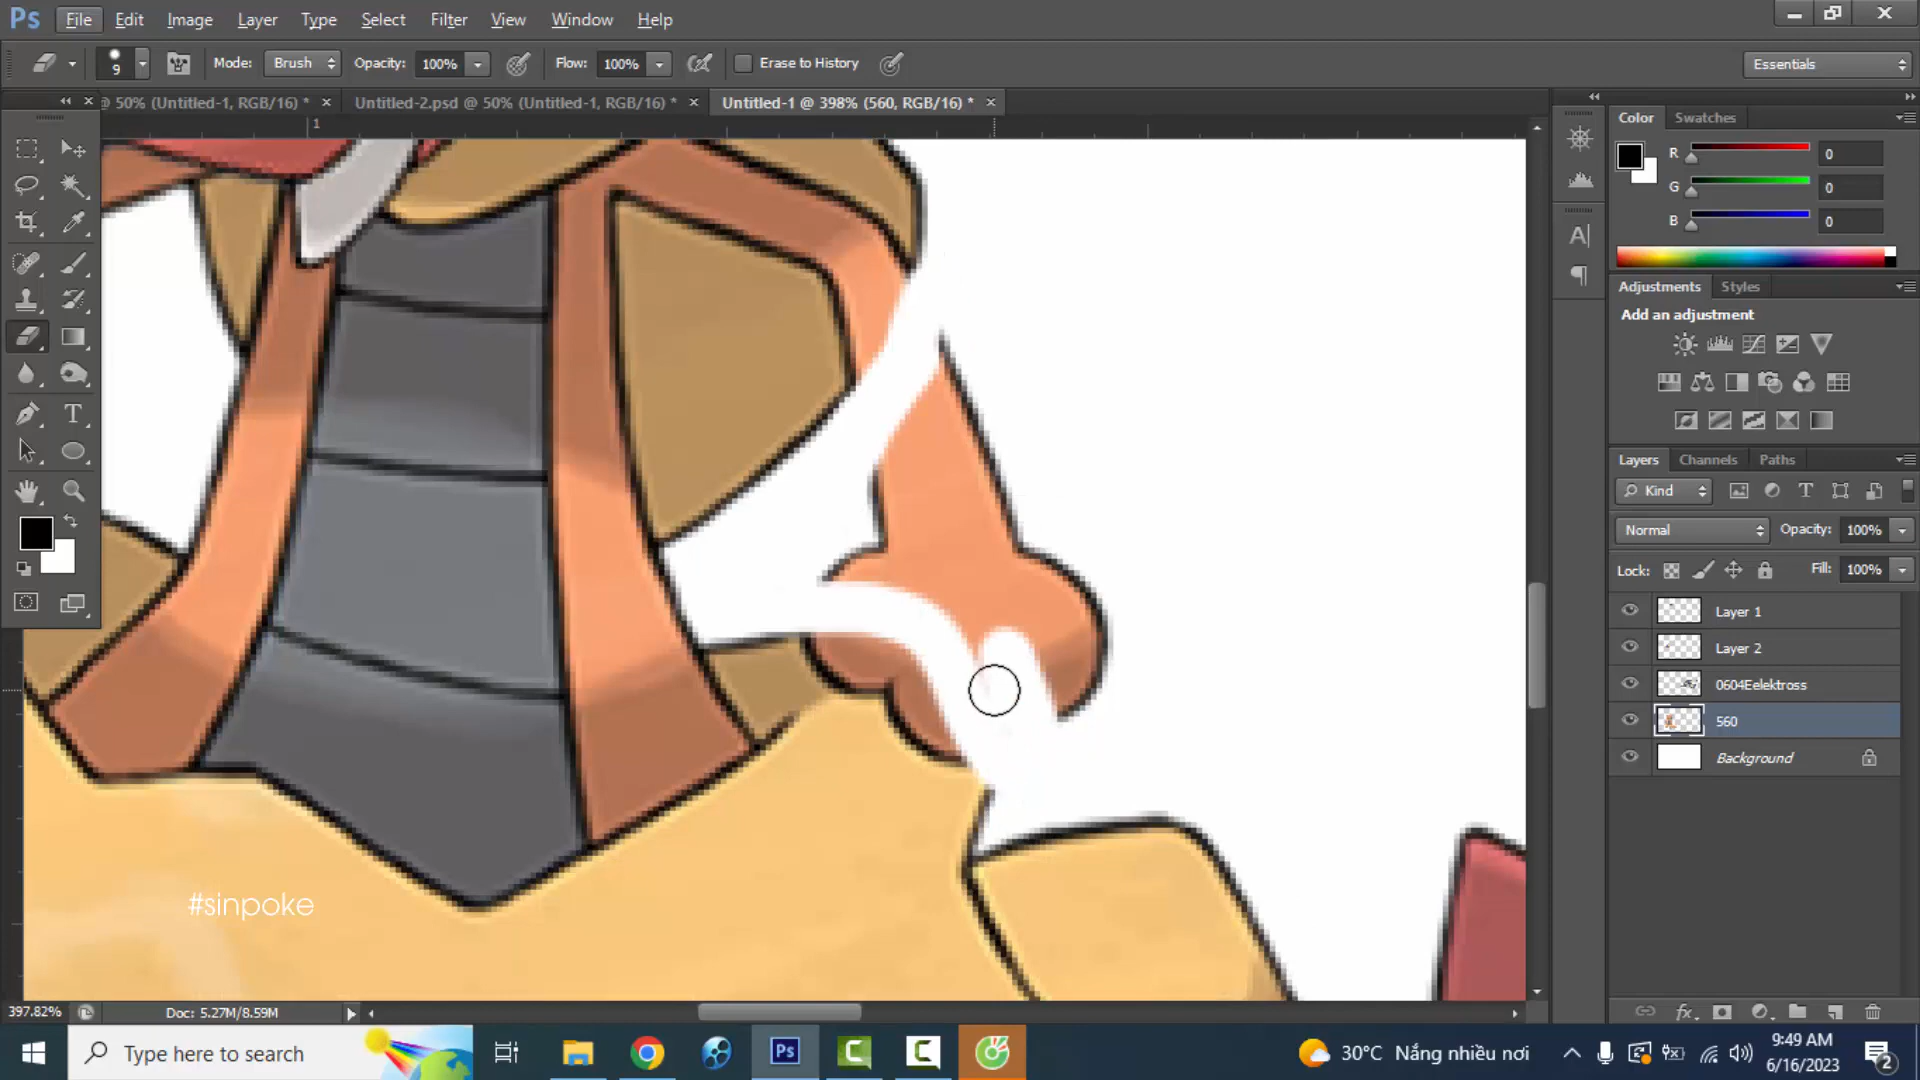 Ps File Edit Image Layer Type Select Filter View Window Help
9 Mode: Brush Opacity: 100% Flow: 100% Erase to History Essentials
@ 50% (Untitled-1, RGB/16) * Untitled-2.psd @ 50% (Untitled-1, RGB/16) * Untitled-1 @ 398% (560, RGB/16) *
1
Color Swatches
R 0
G 0
B 0
Adjustments Styles
Add an adjustment
Layers Channels Paths
Kind
Normal Opacity: 100%
Lock: Fill: 100%
Layer 1
Layer 2
0604Eelektross
560
Background
#sinpoke
397.82% Doc: 5.27M/8.59M
Type here to search
Ps
30°C Nắng nhiều nơi
9:49 AM
6/16/2023
2